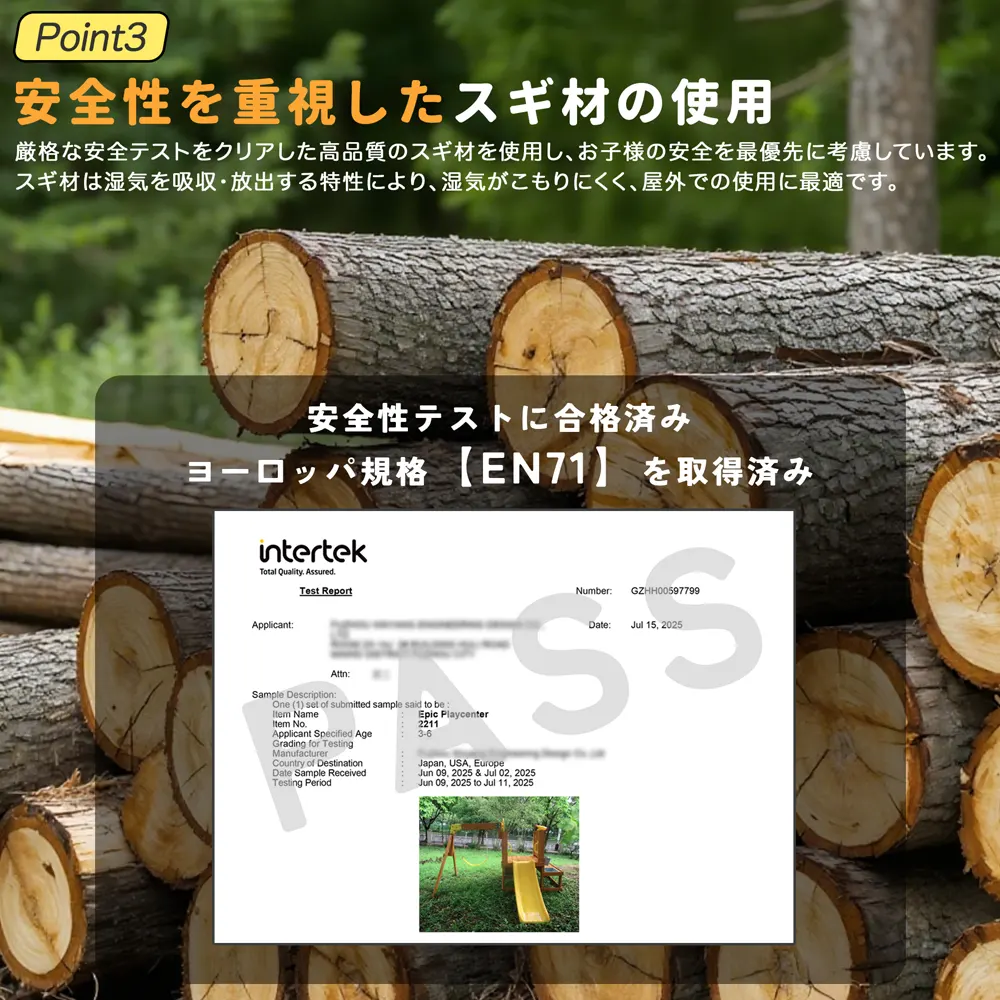 Point3
安全性を重視したスギ材の使用
厳格な安全テストをクリアした高品質のスギ材を使用し、お子様の安全を最優先に考慮しています。
スギ材は湿気を吸収・放出する特性により、湿気がこもりにくく、屋外での使用に最適です。
安全性テストに合格済み
ヨーロッパ規格【EN71】を取得済み
intertek
Total Quality. Assured.
Test Report
Number: GZHH00597799
Applicant:
Date: Jul 15, 2025
Attn:
PASS
Sample Description:
One (1) set of submitted sample said to be :
Item Name : Epic Playcenter
Item No. : 2211
Applicant Specified Age : 3-6
Grading for Testing
Manufacturer :
Country of Destination : Japan, USA, Europe
Date Sample Received : Jun 09, 2025 & Jul 02, 2025
Testing Period : Jun 09, 2025 to Jul 11, 2025